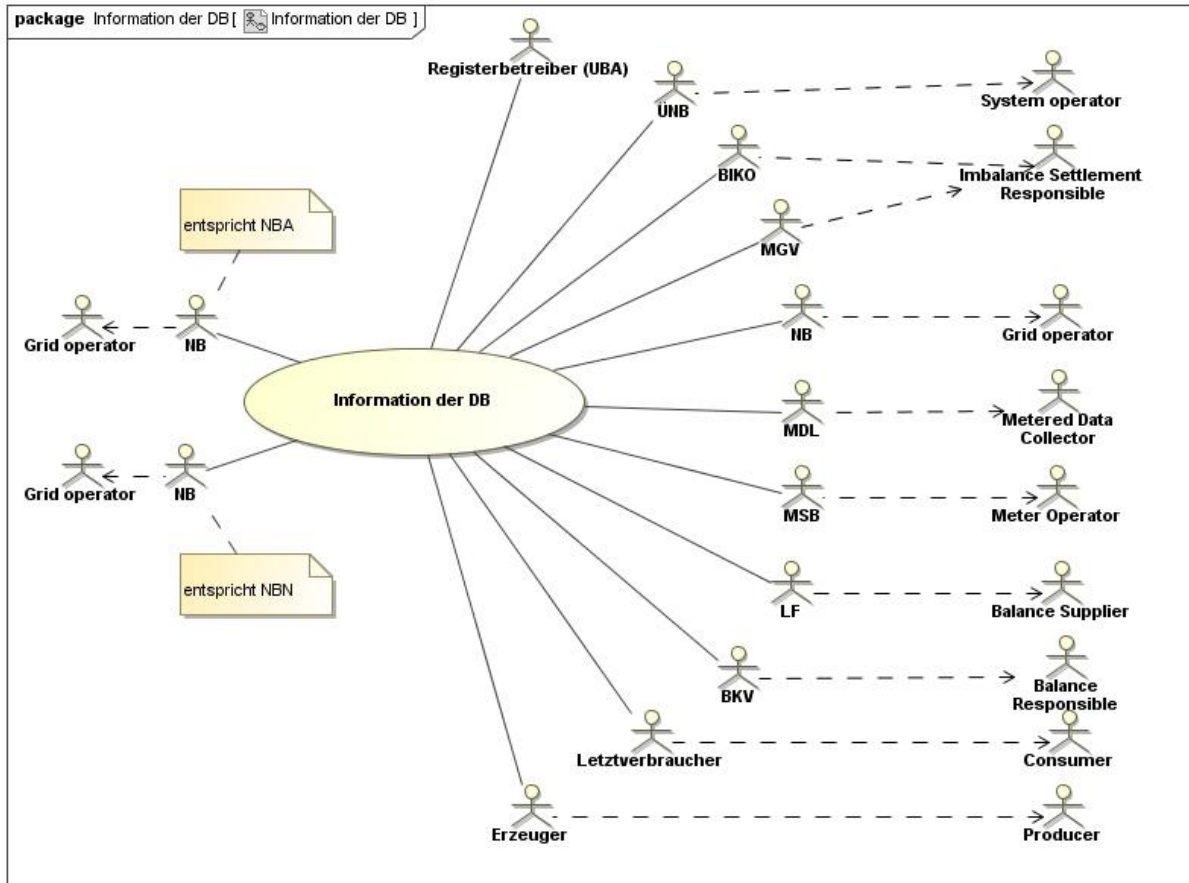 package Information der DB [ Information der DB ]
Registerbetreiber (UBA)
ÜNB
System operator
BIKO
Imbalance Settlement
Responsible
MGV
entspricht NBA
Grid operator
NB
NB
Grid operator
Information der DB
MDL
Metered Data
Collector
Grid operator
NB
MSB
Meter Operator
entspricht NBN
LF
Balance Supplier
BKV
Balance
Responsible
Letztverbraucher
Consumer
Erzeuger
Producer